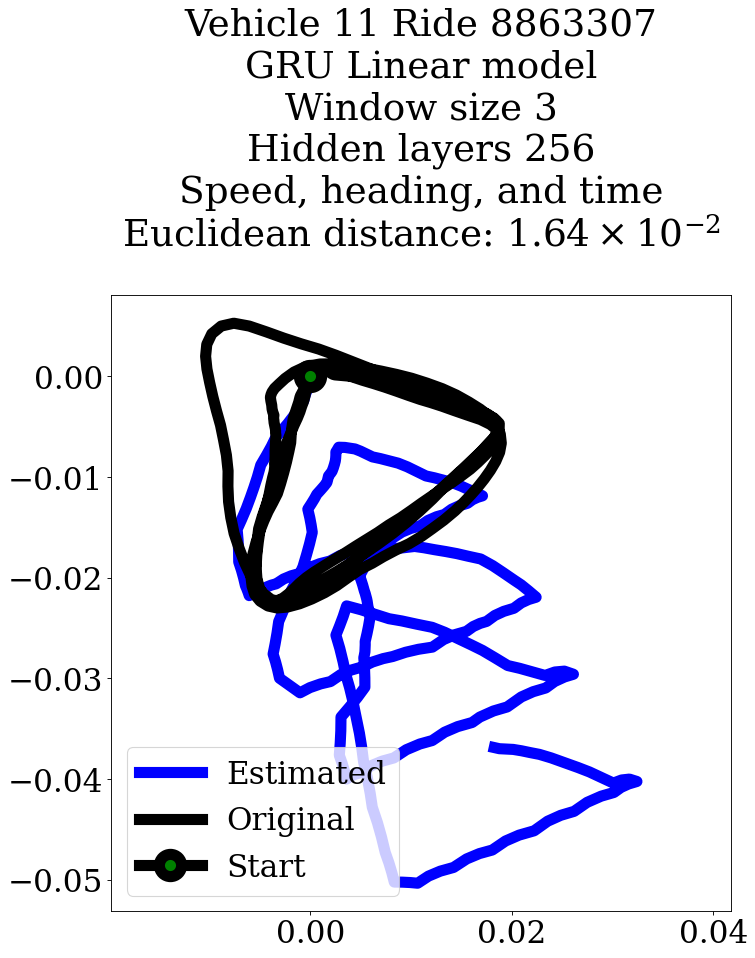 Vehicle 11 Ride 8863307
GRU Linear model
Window size 3
Hidden layers 256
Speed, heading, and time
Euclidean distance: 1.64 × 10⁻²
0.00
−0.01
−0.02
−0.03
−0.04
−0.05
Estimated
Original
Start
0.00 0.02 0.04